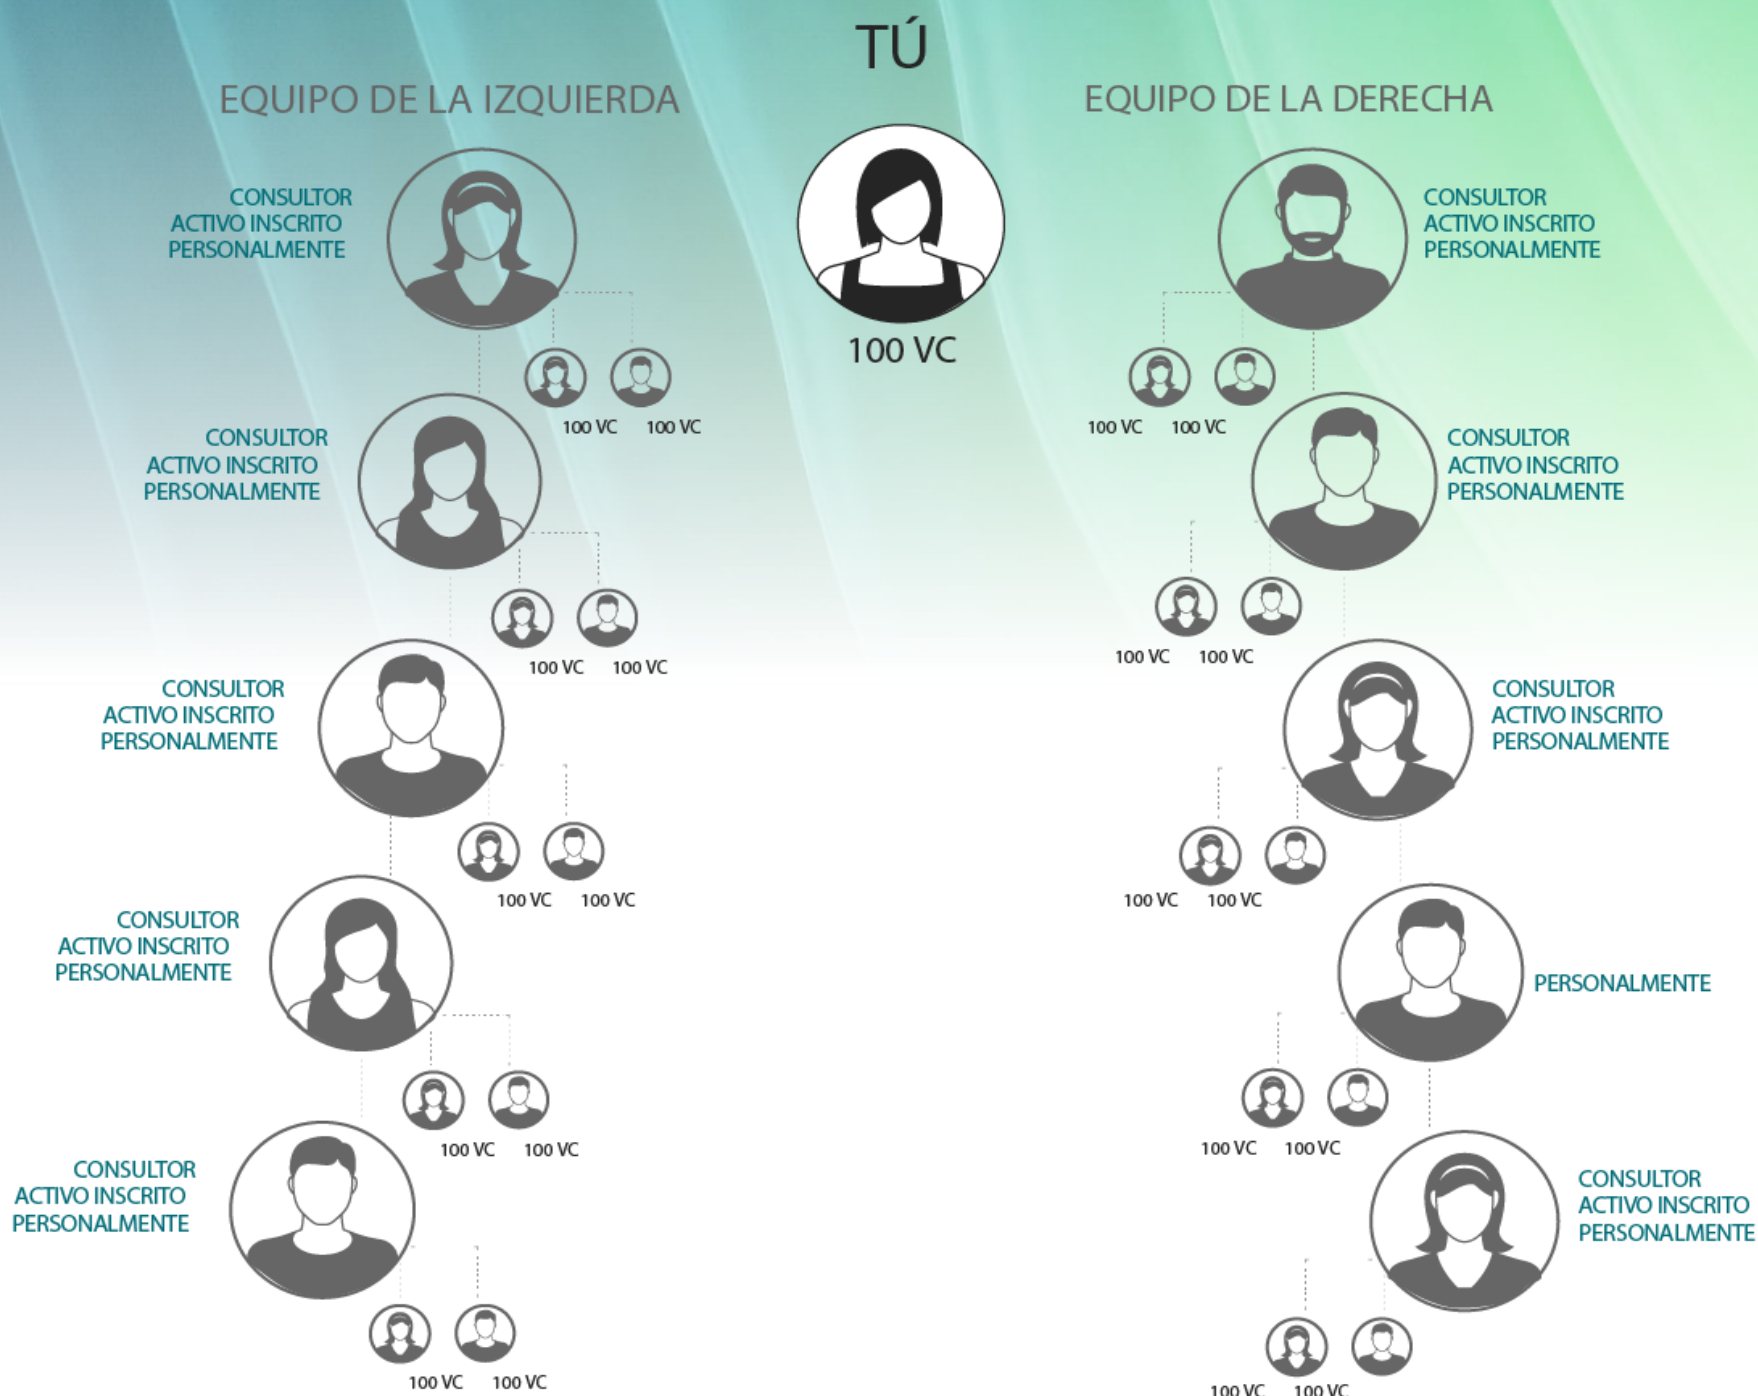 TÚ
EQUIPO DE LA IZQUIERDA
EQUIPO DE LA DERECHA
100 VC
CONSULTOR
ACTIVO INSCRITO
PERSONALMENTE
100 VC 100 VC
CONSULTOR
ACTIVO INSCRITO
PERSONALMENTE
100 VC 100 VC
CONSULTOR
ACTIVO INSCRITO
PERSONALMENTE
100 VC 100 VC
CONSULTOR
ACTIVO INSCRITO
PERSONALMENTE
100 VC 100 VC
CONSULTOR
ACTIVO INSCRITO
PERSONALMENTE
100 VC 100 VC
CONSULTOR
ACTIVO INSCRITO
PERSONALMENTE
100 VC 100 VC
CONSULTOR
ACTIVO INSCRITO
PERSONALMENTE
100 VC 100 VC
CONSULTOR
ACTIVO INSCRITO
PERSONALMENTE
100 VC 100 VC
PERSONALMENTE
100 VC 100 VC
CONSULTOR
ACTIVO INSCRITO
PERSONALMENTE
100 VC 100 VC